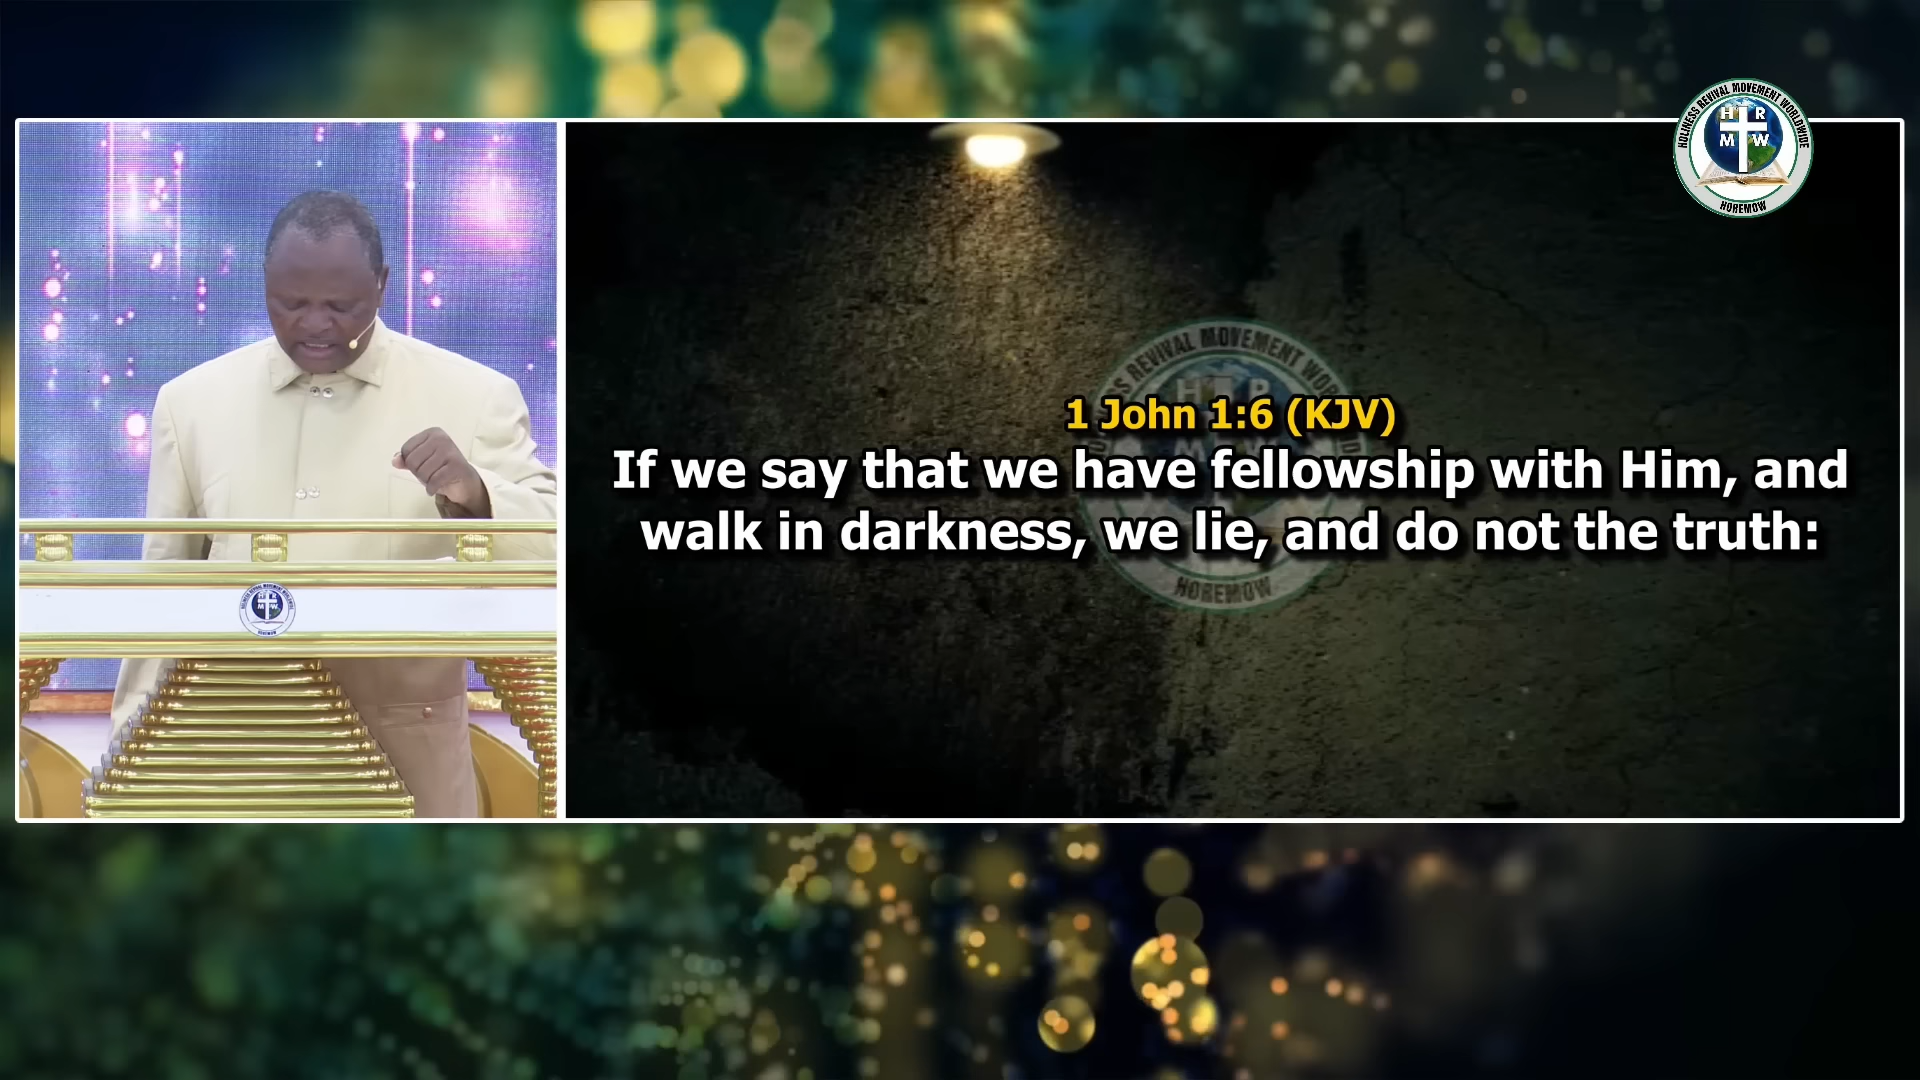 HOLINESS REVIVAL MOVEMENT WORLDWIDE
H R
M W
HOREMOW
1 John 1:6 (KJV)
If we say that we have fellowship with Him, and
walk in darkness, we lie, and do not the truth:
HOREMOW
H R
M W